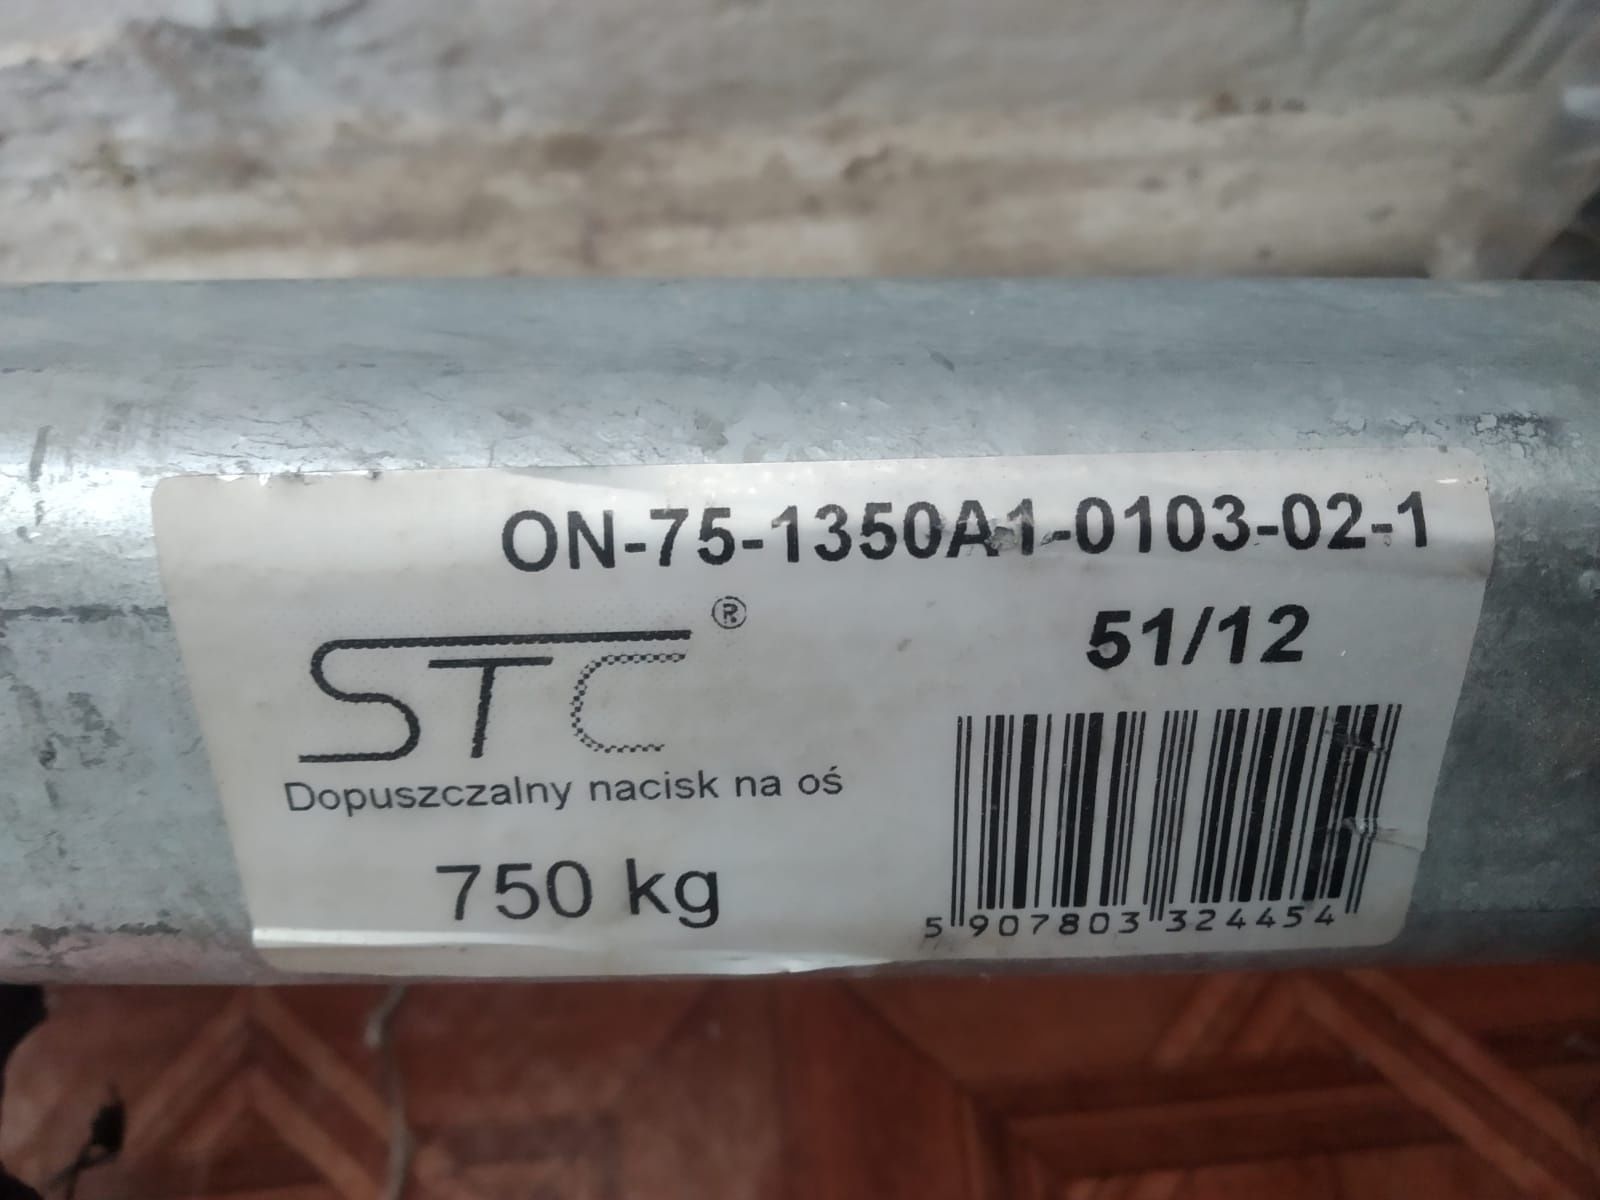 ON-75-1350A1-0103-02-1
STC®
51/12
Dopuszczalny nacisk na oś
750 kg
5 907803 324454